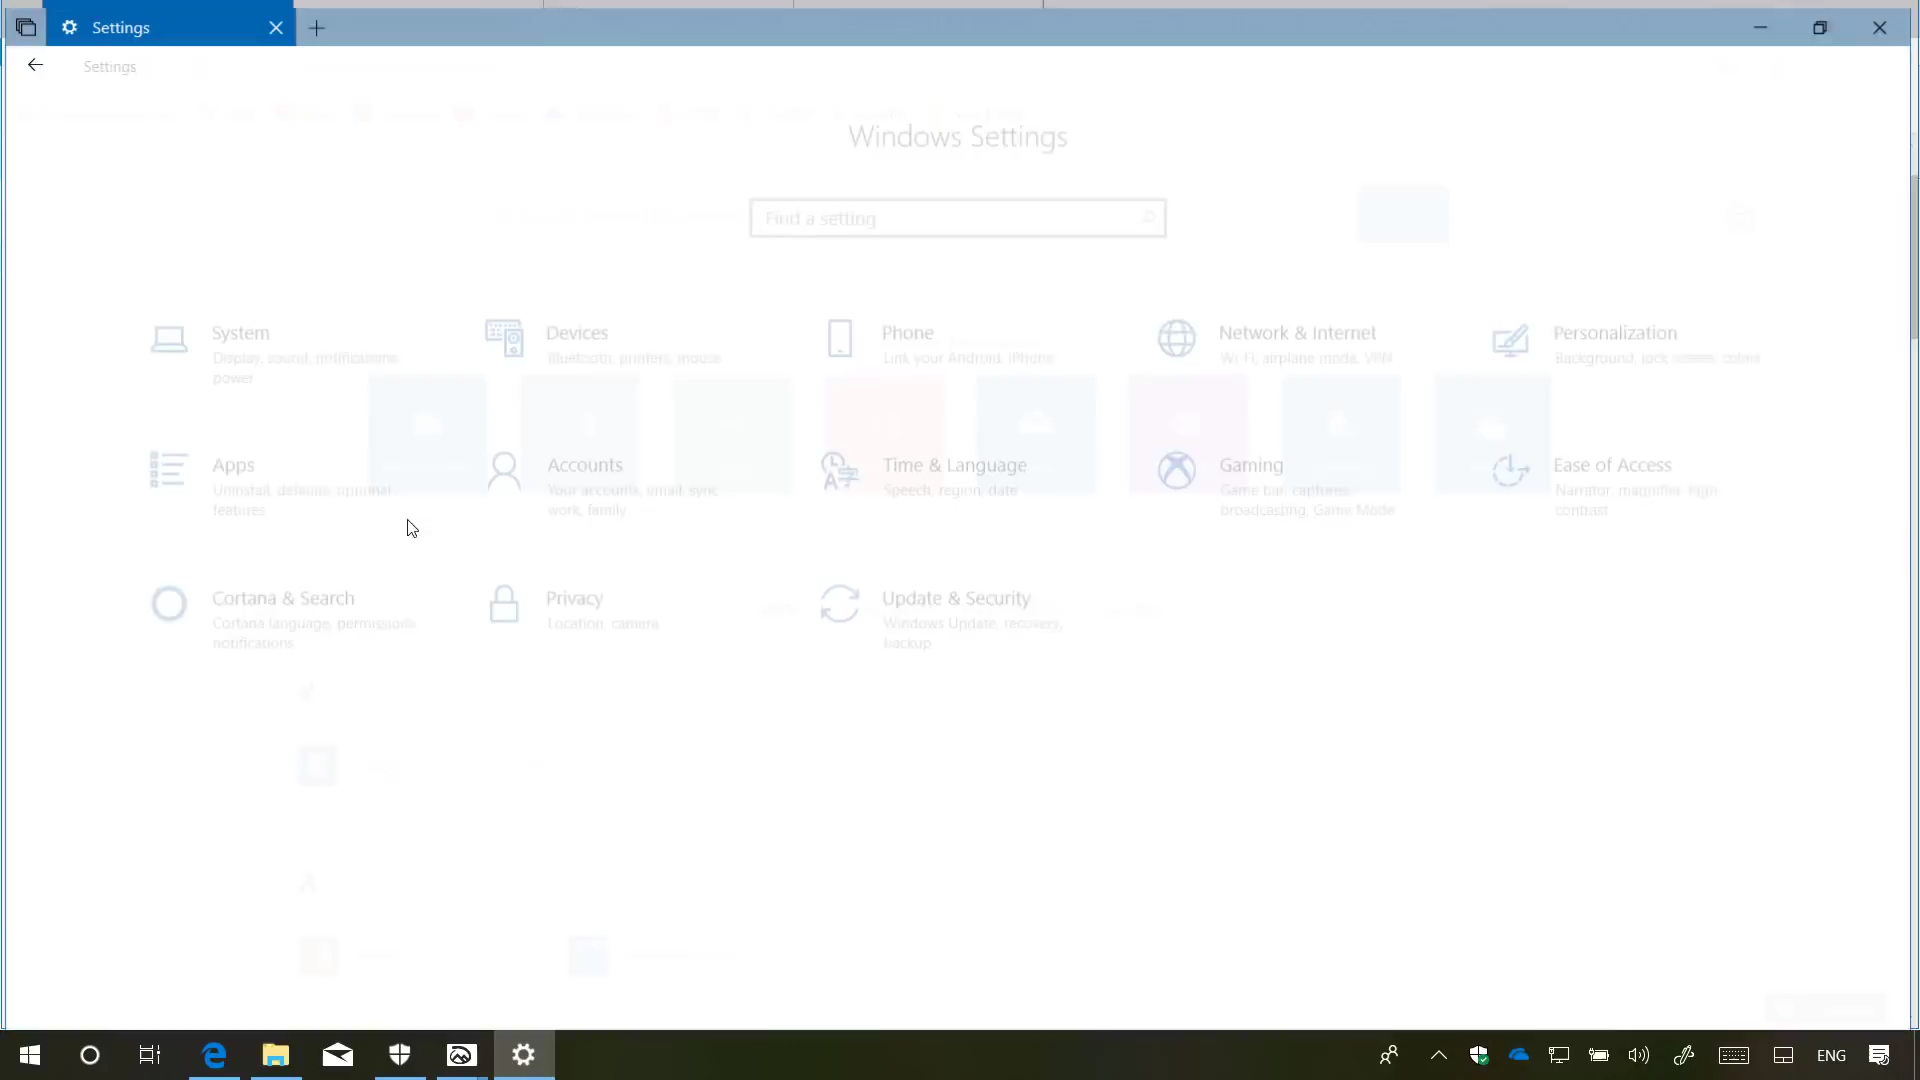 Settings
Settings
Windows Settings
Find a setting
System
Display, sound, notifications,
power
Devices
Bluetooth, printers, mouse
Phone
Link your Android, iPhone
Network & Internet
Wi-Fi, airplane mode, VPN
Personalization
Background, lock screen, colors
Apps
Uninstall, defaults, optional
features
Accounts
Your accounts, email, sync,
work, family
Time & Language
Speech, region, date
Gaming
Game bar, captures,
broadcasting, Game Mode
Ease of Access
Narrator, magnifier, high
contrast
Cortana & Search
Cortana language, permissions,
notifications
Privacy
Location, camera
Update & Security
Windows Update, recovery,
backup
ENG